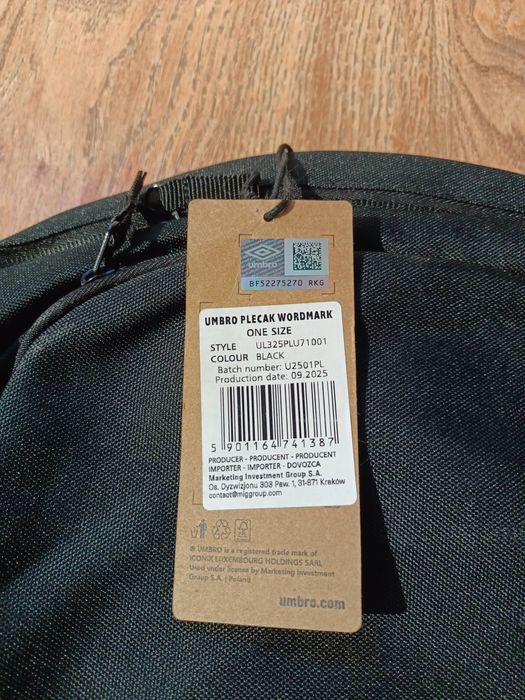 umbro
BF52275270 RKG
UMBRO PLECAK WORDMARK
ONE SIZE
STYLE UL325PLU71001
COLOUR BLACK
Batch number: U2501PL
Production date: 09.2025
5 901164 741387
PRODUCER - PRODUCENT - PRODUCENT
IMPORTER - IMPORTER - DOVOZCA
Marketing Investment Group S.A.
Os. Dyzwizjonu 303 Paw. 1, 31-871 Kraków
contact@miggroup.com
® UMBRO is a registered trade mark of
ICONIX LUXEMBOURG HOLDINGS SARL
Used under license by Marketing Investment
Group S.A. / Poland
umbro.com